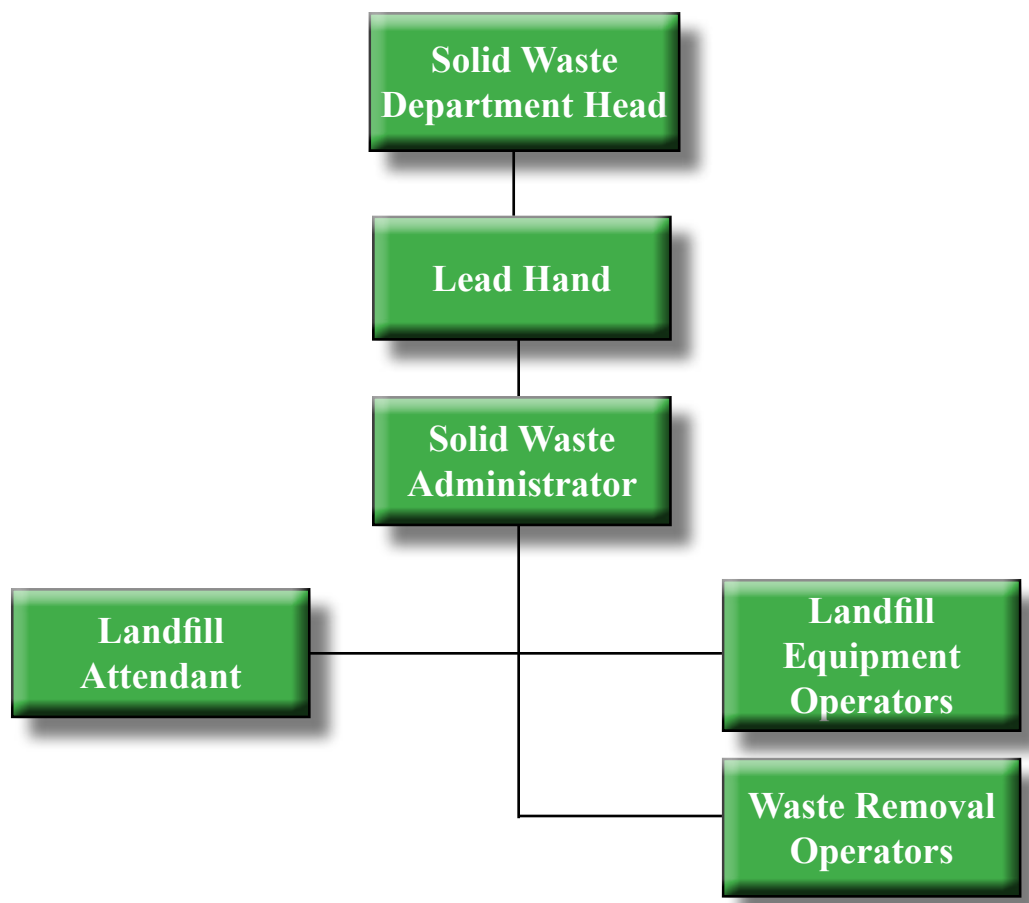 Solid Waste
Department Head
Lead Hand
Solid Waste
Administrator
Landfill
Attendant
Landfill
Equipment
Operators
Waste Removal
Operators